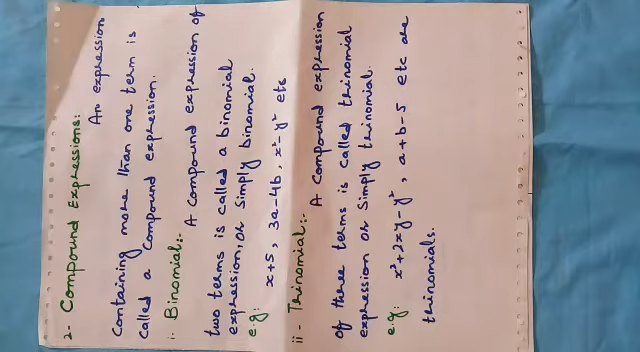 2- Compound Expressions:
An expression
containing more than one term is
called a compound expression.
i- Binomial:-
A compound expression of
two terms is called a binomial
expression, or simply binomial.
e.g: x+5, 3a-4b, x²-y² etc
ii- Trinomial:-
A compound expression
of three terms is called trinomial
expression or simply trinomial.
e.g: x²+2xy-y², a+b-5 etc are
trinomials.